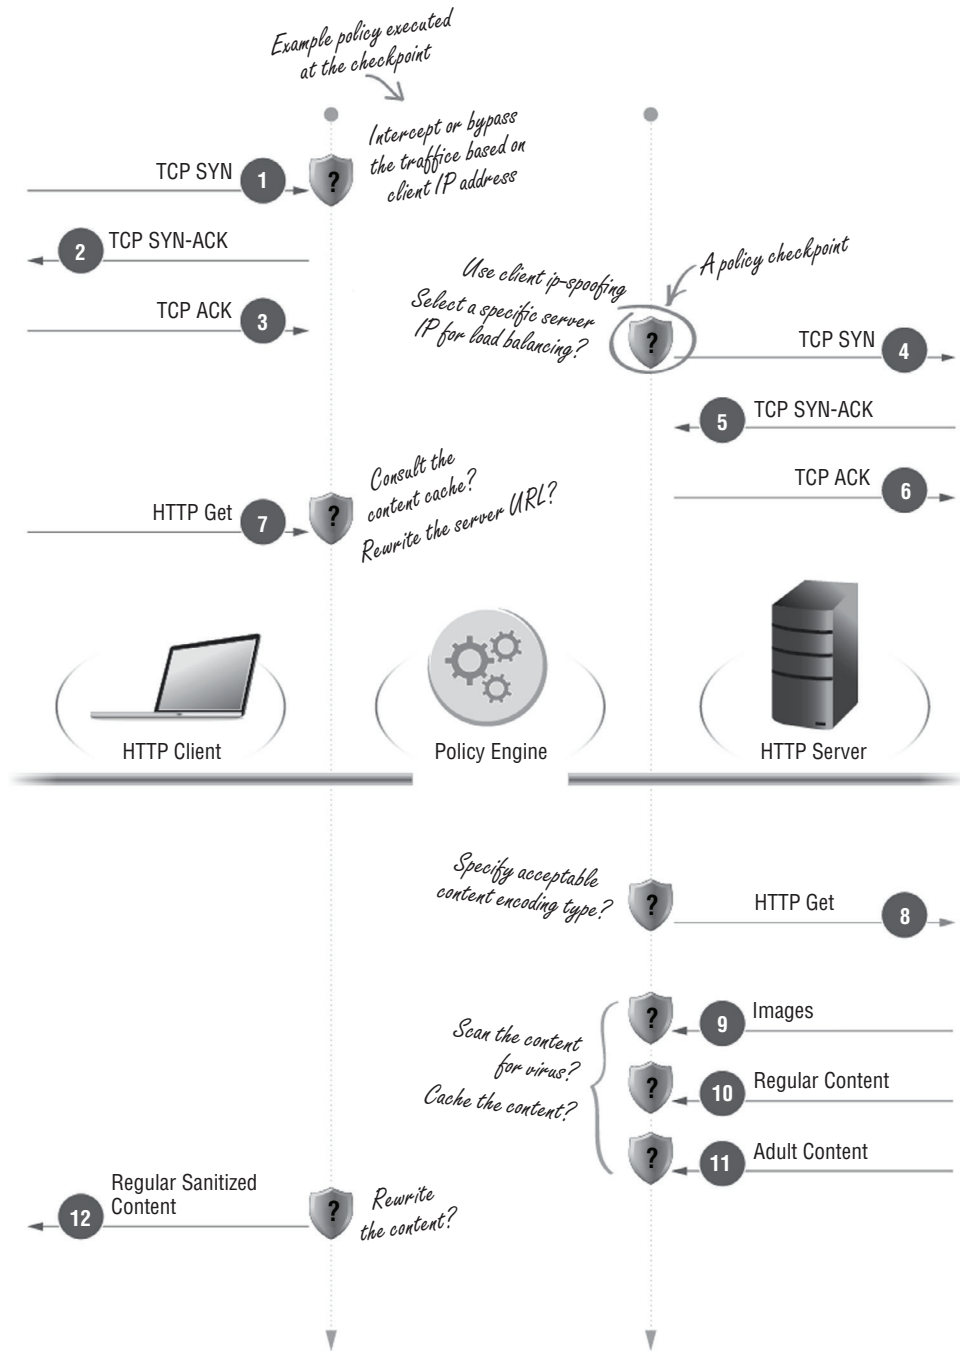 Example policy executed
at the checkpoint
Intercept or bypass
the traffic based on
client IP address
TCP SYN
1
?
2
TCP SYN-ACK
TCP ACK
3
Use client ip-spoofing
Select a specific server
IP for load balancing?
A policy checkpoint
?
TCP SYN
4
5
TCP SYN-ACK
TCP ACK
6
HTTP Get
7
?
Consult the
content cache?
Rewrite the server URL?
HTTP Client
Policy Engine
HTTP Server
Specify acceptable
content encoding type?
?
HTTP Get
8
Scan the content
for virus?
Cache the content?
?
9
Images
?
10
Regular Content
?
11
Adult Content
Regular Sanitized
Content
12
?
Rewrite
the content?